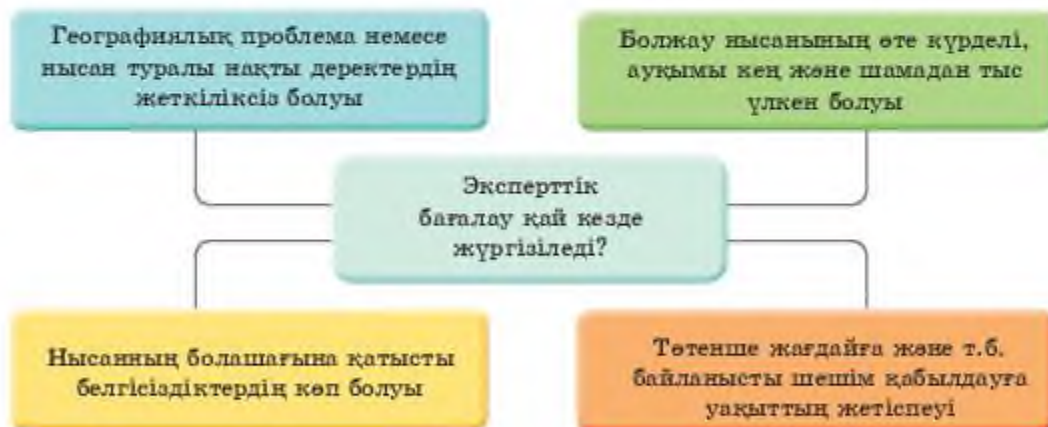 Географиялық проблема немесе
нысан туралы нақты деректердің
жеткіліксіз болуы
Болжау нысанының өте күрделі,
ауқымы кең және шамадан тыс
үлкен болуы
Эксперттік
бағалау қай кезде
жүргізіледі?
Нысанның болашағына қатысты
белгісіздіктердің көп болуы
Төтенше жағдайға және т.б.
байланысты шешім қабылдауға
уақыттың жетіспеуі